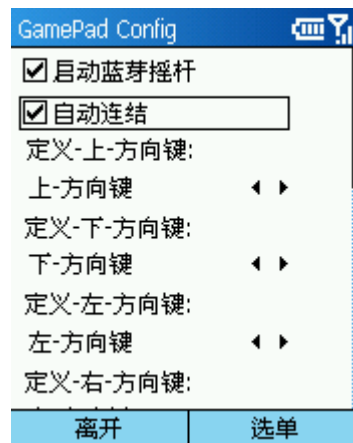 GamePad Config
启动蓝芽摇杆
自动连结
定义-上-方向键:
上-方向键
定义-下-方向键:
下-方向键
定义-左-方向键:
左-方向键
定义-右-方向键:
离开 选单